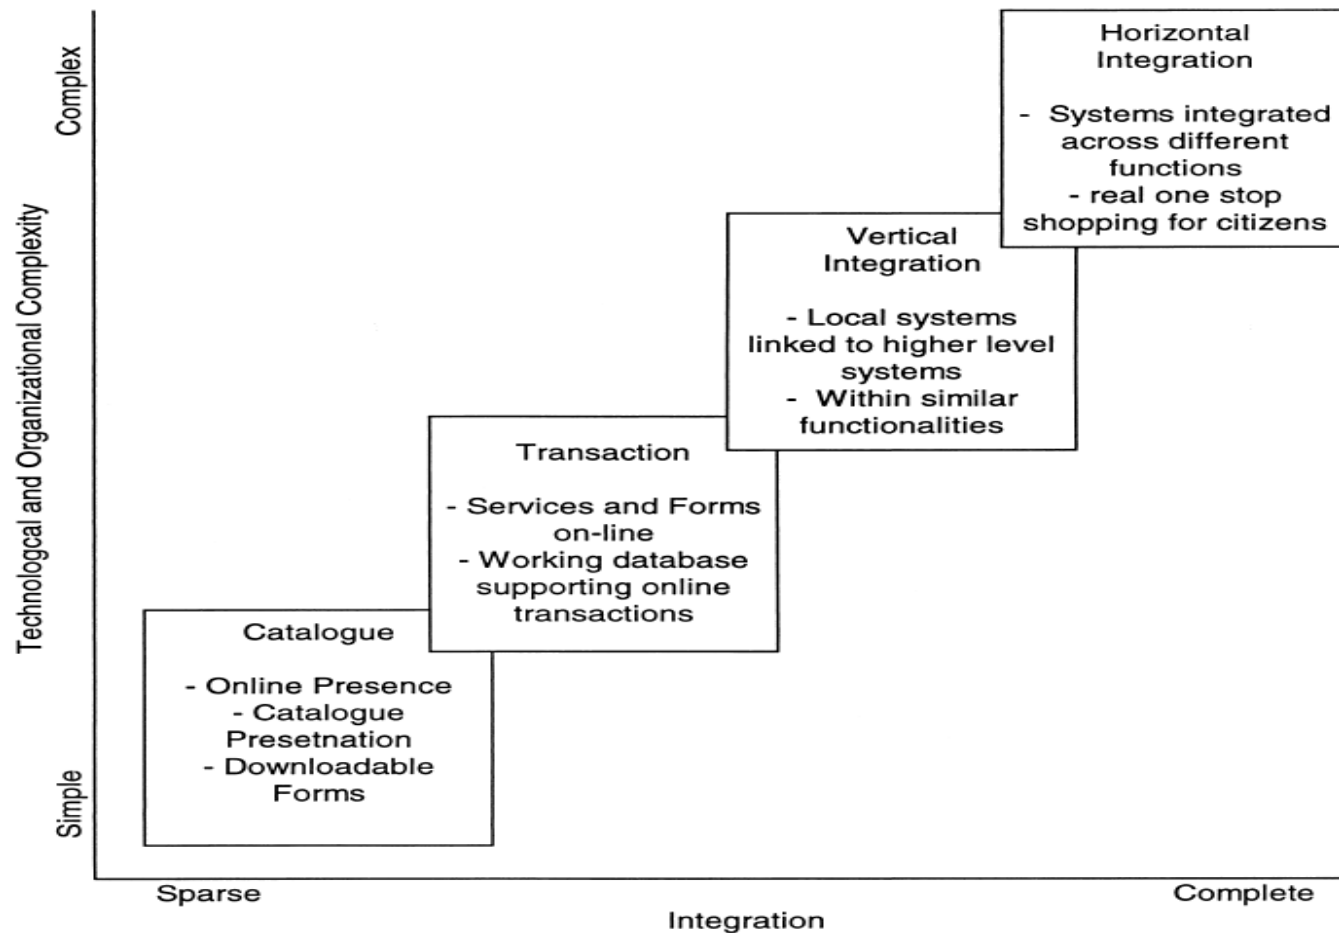 Technologcal and Organizational Complexity
Complex
Simple
Horizontal
Integration
- Systems integrated
across different
functions
- real one stop
shopping for citizens
Vertical
Integration
- Local systems
linked to higher level
systems
- Within similar
functionalities
Transaction
- Services and Forms
on-line
- Working database
supporting online
transactions
Catalogue
- Online Presence
- Catalogue
Presetnation
- Downloadable
Forms
Sparse
Complete
Integration